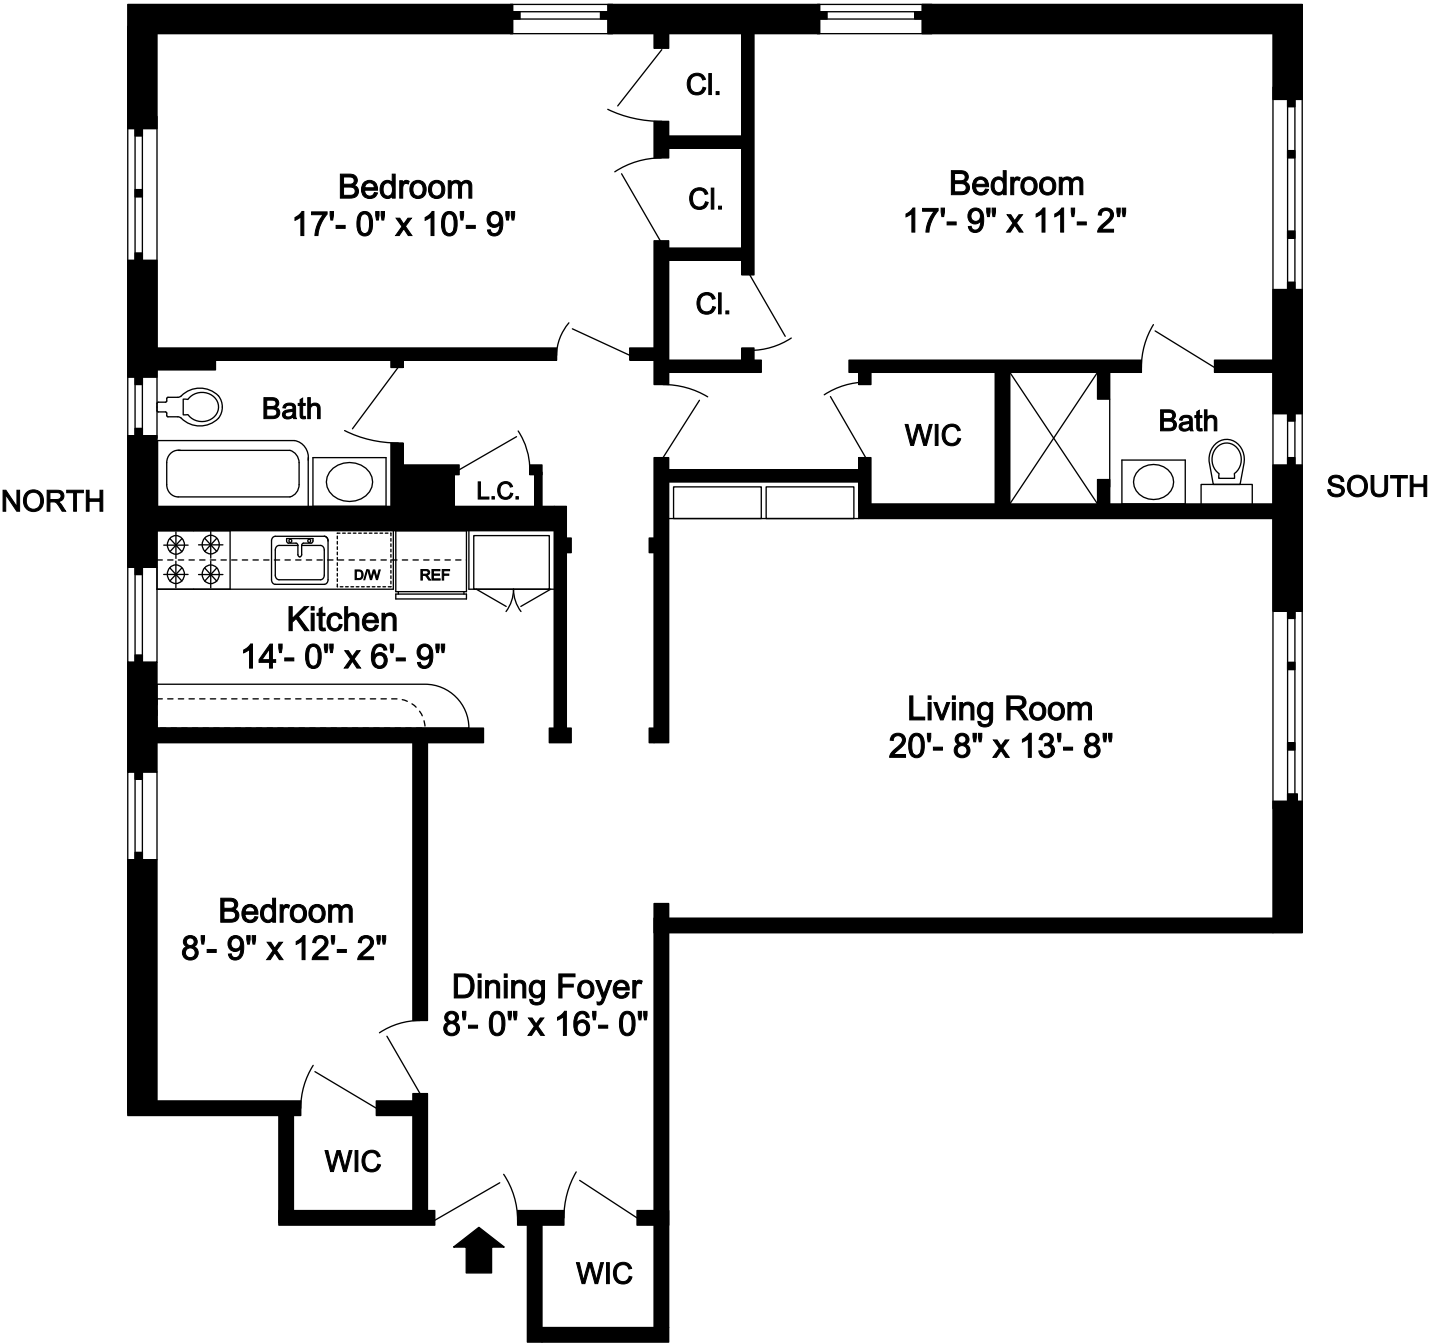 Cl.
Bedroom
17'- 0" x 10'- 9"
Cl.
Bedroom
17'- 9" x 11'- 2"
Cl.
Bath
WIC
Bath
NORTH
L.C.
SOUTH
D/W
REF
Kitchen
14'- 0" x 6'- 9"
Living Room
20'- 8" x 13'- 8"
Bedroom
8'- 9" x 12'- 2"
Dining Foyer
8'- 0" x 16'- 0"
WIC
WIC